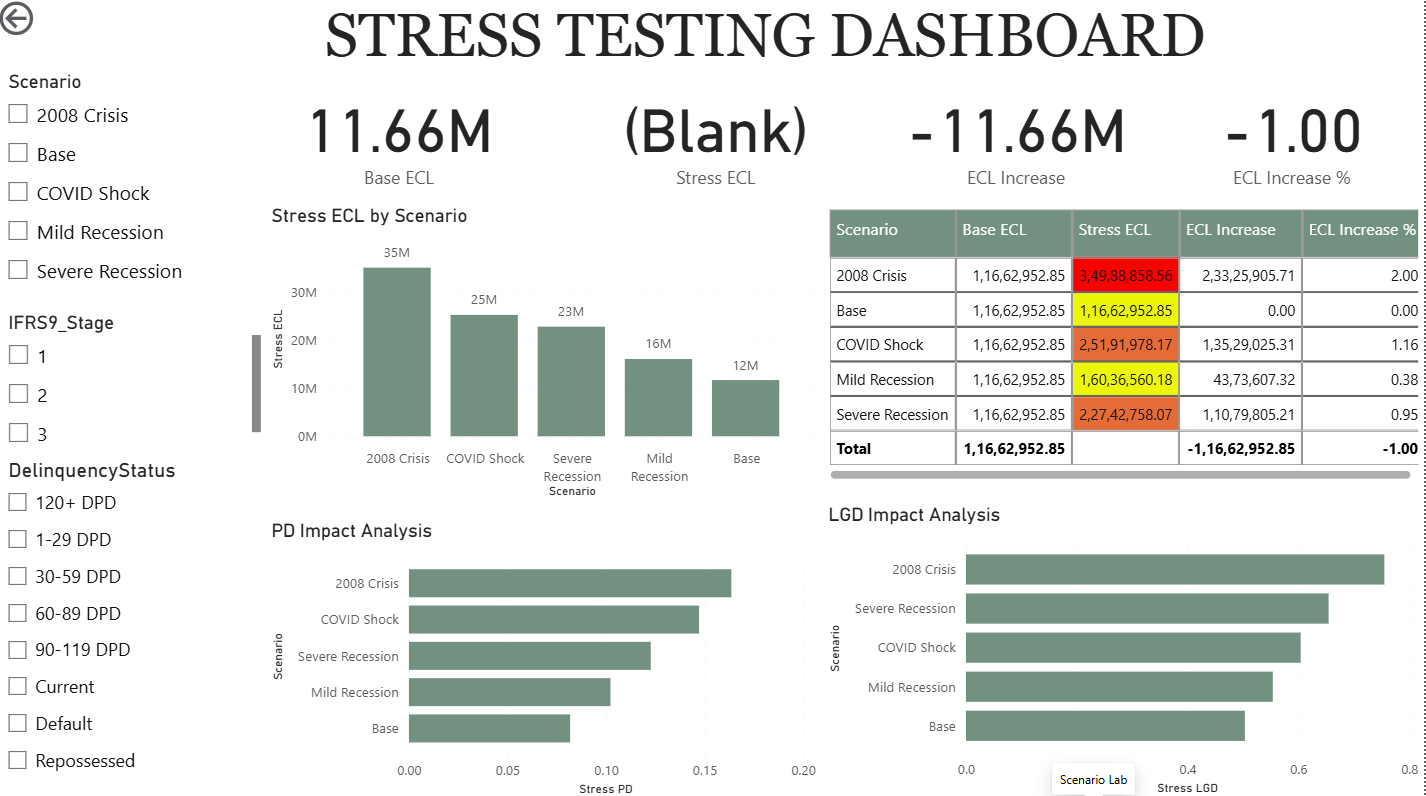 STRESS TESTING DASHBOARD
Scenario
2008 Crisis
Base
COVID Shock
Mild Recession
Severe Recession
IFRS9_Stage
1
2
3
DelinquencyStatus
120+ DPD
1-29 DPD
30-59 DPD
60-89 DPD
90-119 DPD
Current
Default
Repossessed
11.66M
Base ECL
(Blank)
Stress ECL
-11.66M
ECL Increase
-1.00
ECL Increase %
Stress ECL by Scenario
Stress ECL
30M
20M
10M
0M
35M
25M
23M
16M
12M
2008 Crisis
COVID Shock
Severe
Recession
Mild
Recession
Base
Scenario
Scenario Base ECL Stress ECL ECL Increase ECL Increase %
2008 Crisis 1,16,62,952.85 3,49,88,858.56 2,33,25,905.71 2.00
Base 1,16,62,952.85 1,16,62,952.85 0.00 0.00
COVID Shock 1,16,62,952.85 2,51,91,978.17 1,35,29,025.31 1.16
Mild Recession 1,16,62,952.85 1,60,36,560.18 43,73,607.32 0.38
Severe Recession 1,16,62,952.85 2,27,42,758.07 1,10,79,805.21 0.95
Total 1,16,62,952.85 -1,16,62,952.85 -1.00
PD Impact Analysis
Scenario
2008 Crisis
COVID Shock
Severe Recession
Mild Recession
Base
0.00 0.05 0.10 0.15 0.20
Stress PD
LGD Impact Analysis
Scenario
2008 Crisis
Severe Recession
COVID Shock
Mild Recession
Base
0.0 0.4 0.6 0.8
Stress LGD
Scenario Lab